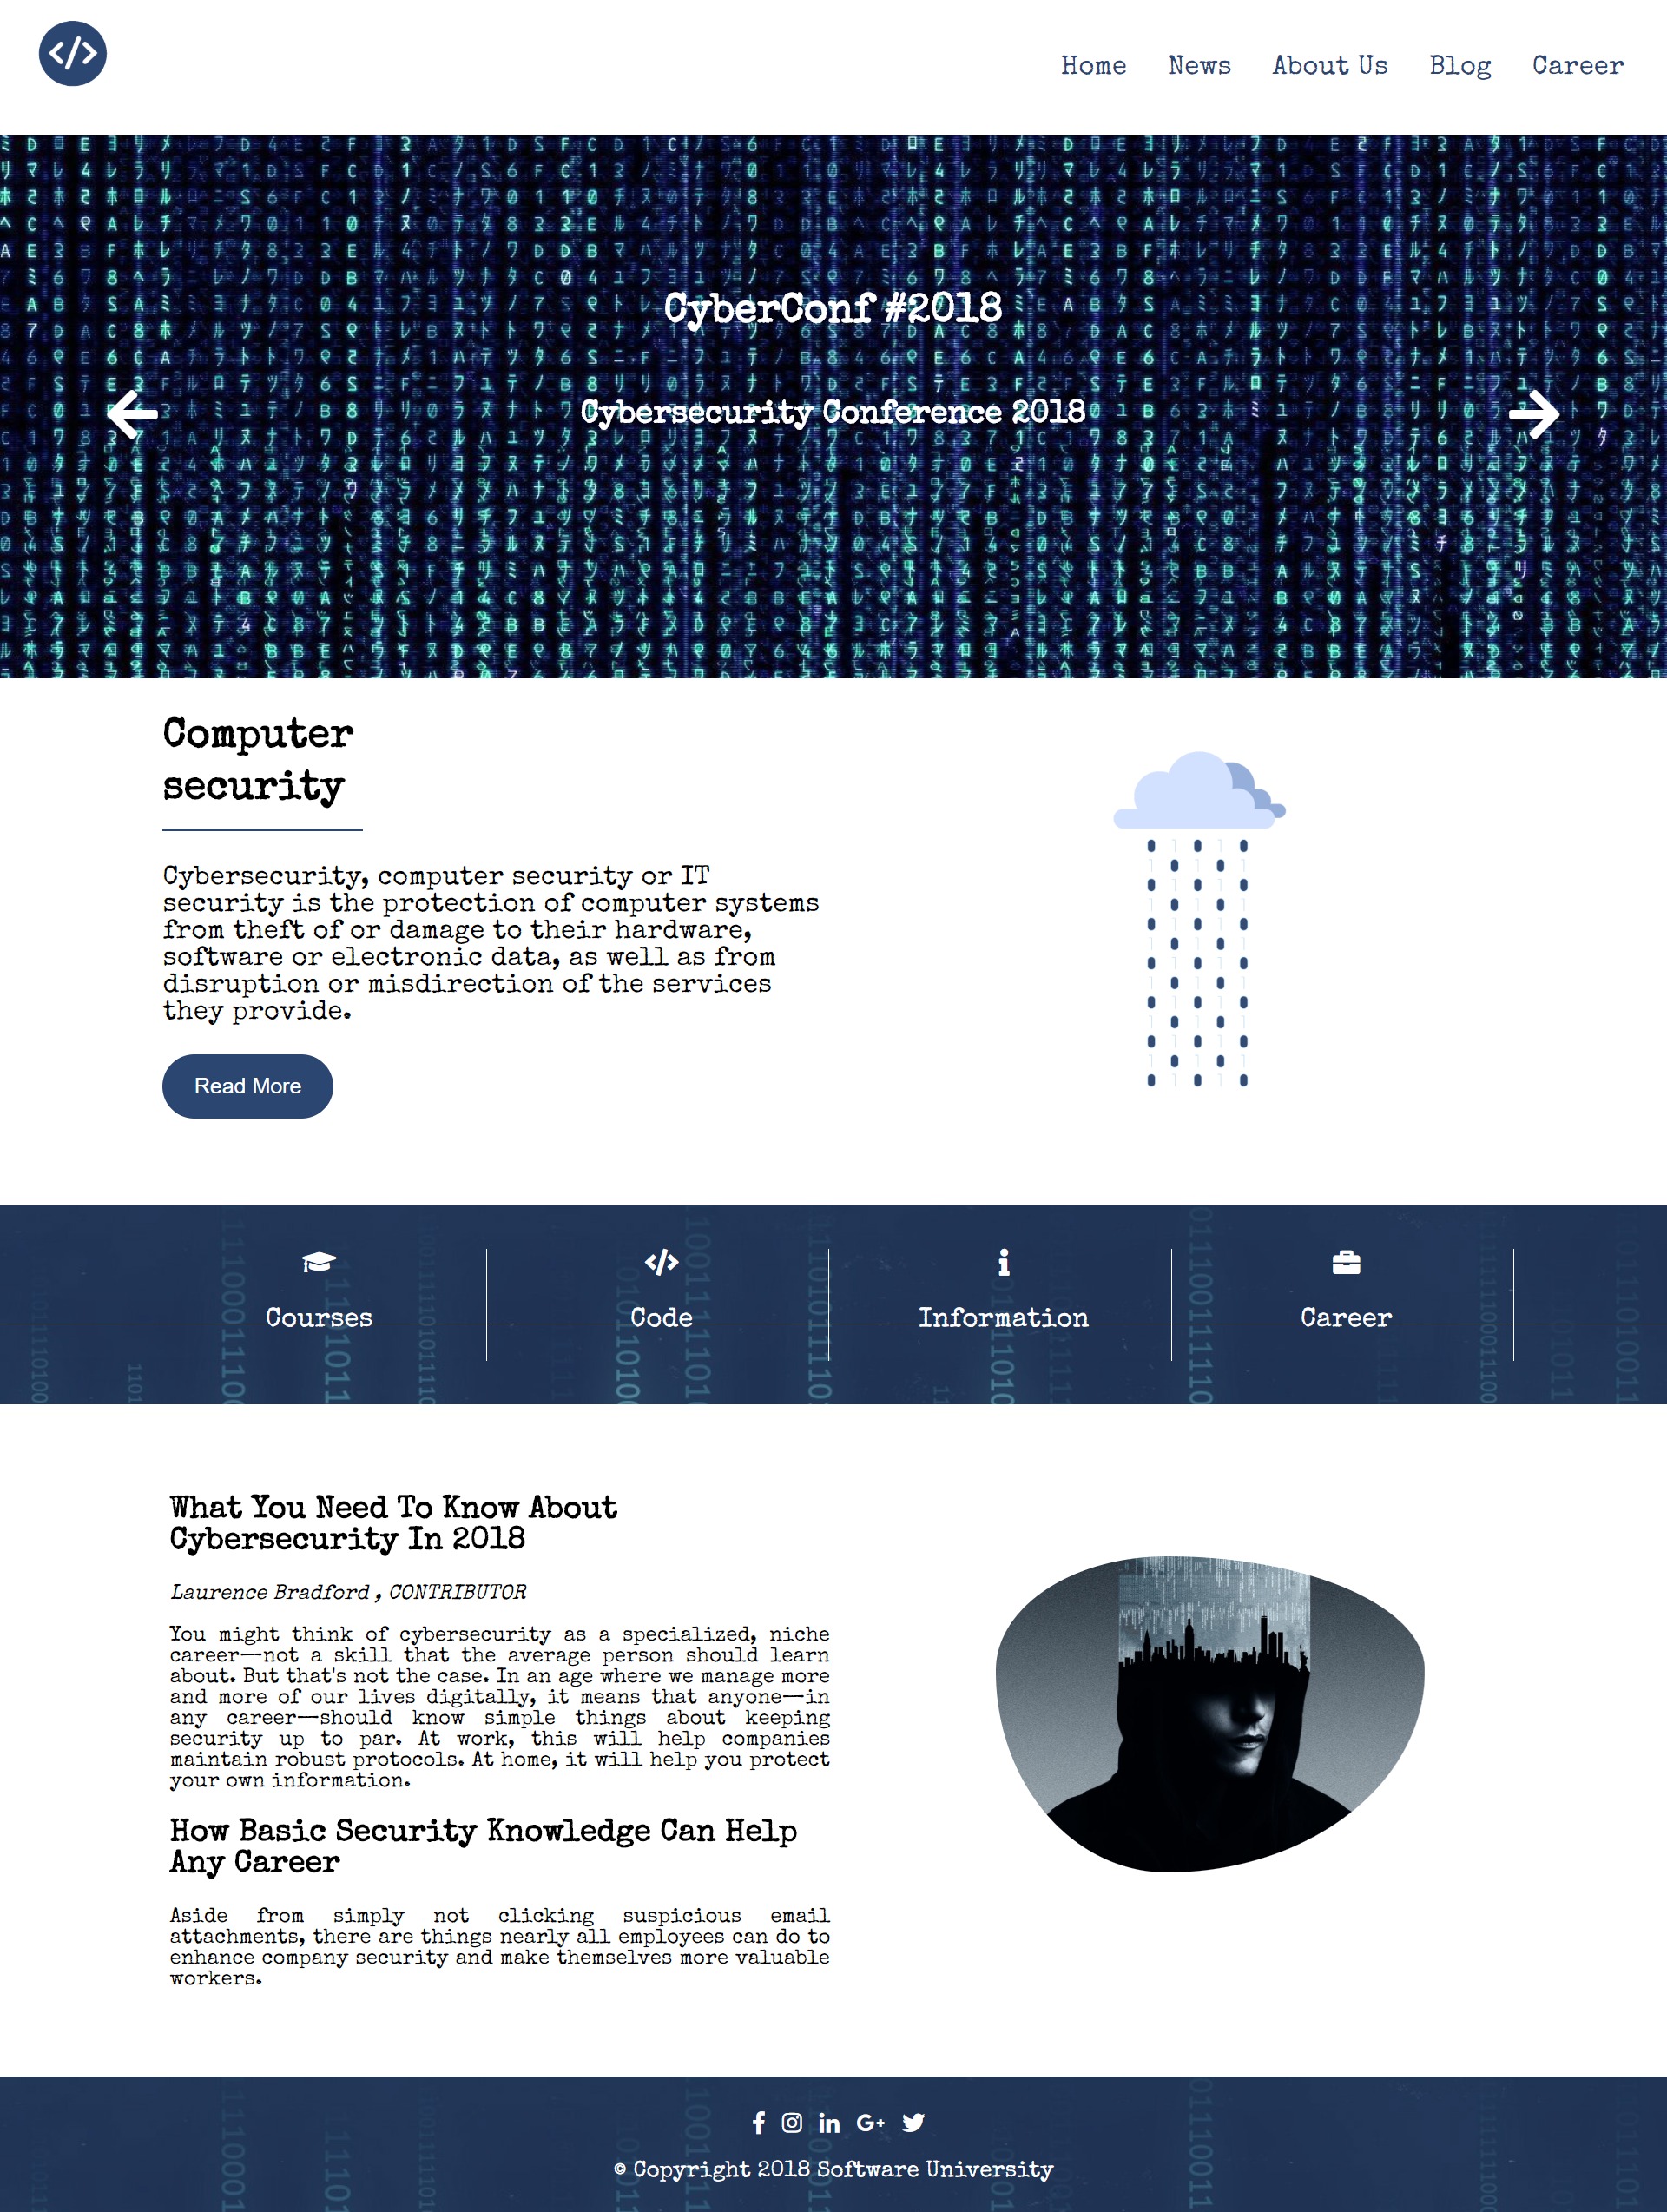 </>
Home News About Us Blog Career
CyberConf #2018
Cybersecurity Conference 2018
Computer
security
Cybersecurity, computer security or IT
security is the protection of computer systems
from theft of or damage to their hardware,
software or electronic data, as well as from
disruption or misdirection of the services
they provide.
Read More
Courses Code Information Career
What You Need To Know About
Cybersecurity In 2018
Laurence Bradford , CONTRIBUTOR
You might think of cybersecurity as a specialized, niche
career—not a skill that the average person should learn
about. But that's not the case. In an age where we manage more
and more of our lives digitally, it means that anyone—in
any career—should know simple things about keeping
security up to par. At work, this will help companies
maintain robust protocols. At home, it will help you protect
your own information.
How Basic Security Knowledge Can Help
Any Career
Aside from simply not clicking suspicious email
attachments, there are things nearly all employees can do to
enhance company security and make themselves more valuable
workers.
© Copyright 2018 Software University